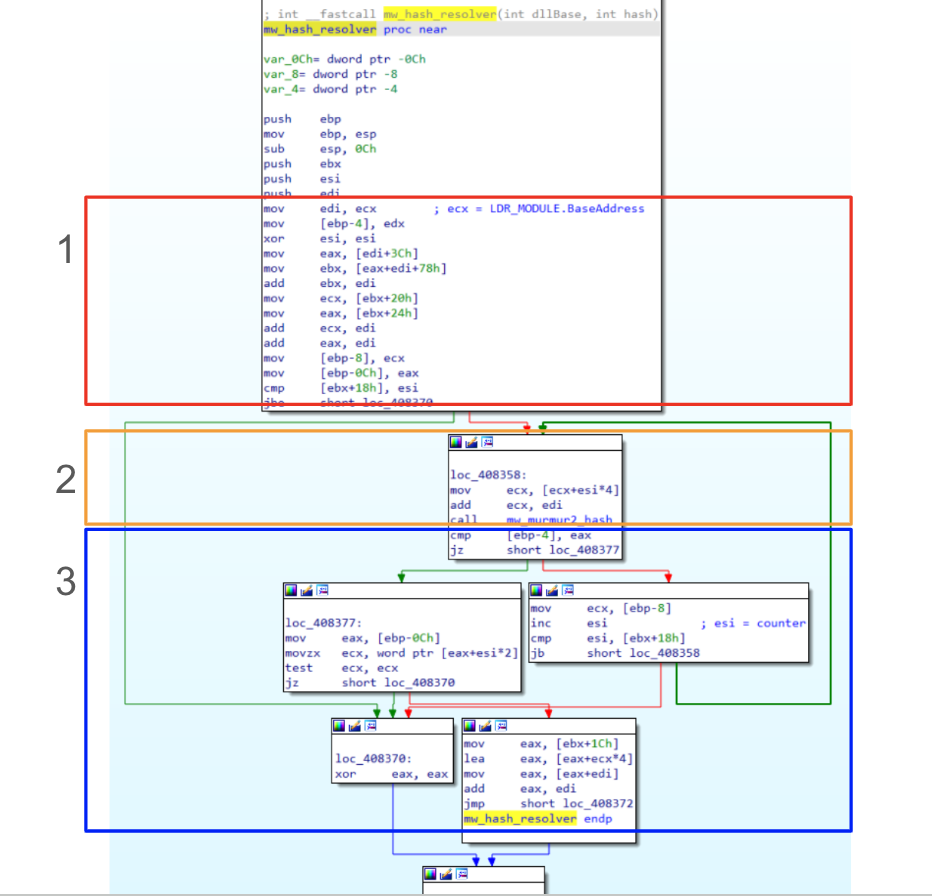 ; int __fastcall mw_hash_resolver(int dllBase, int hash)
mw_hash_resolver proc near
var_0Ch= dword ptr -0Ch
var_8= dword ptr -8
var_4= dword ptr -4
push ebp
mov ebp, esp
sub esp, 0Ch
push ebx
push esi
push edi
1
mov edi, ecx ; ecx = LDR_MODULE.BaseAddress
mov [ebp-4], edx
xor esi, esi
mov eax, [edi+3Ch]
mov ebx, [eax+edi+78h]
add ebx, edi
mov ecx, [ebx+20h]
mov eax, [ebx+24h]
add ecx, edi
add eax, edi
mov [ebp-8], ecx
mov [ebp-0Ch], eax
cmp [ebx+18h], esi
jbe short loc_408370
2
loc_408358:
mov ecx, [ecx+esi*4]
add ecx, edi
call mw_murmur2_hash
3
cmp [ebp-4], eax
jz short loc_408377
loc_408377:
mov eax, [ebp-0Ch]
movzx ecx, word ptr [eax+esi*2]
test ecx, ecx
jz short loc_408370
mov ecx, [ebp-8]
inc esi ; esi = counter
cmp esi, [ebx+18h]
jb short loc_408358
loc_408370:
xor eax, eax
mov eax, [ebx+1Ch]
lea eax, [eax+ecx*4]
mov eax, [eax+edi]
add eax, edi
jmp short loc_408372
mw_hash_resolver endp